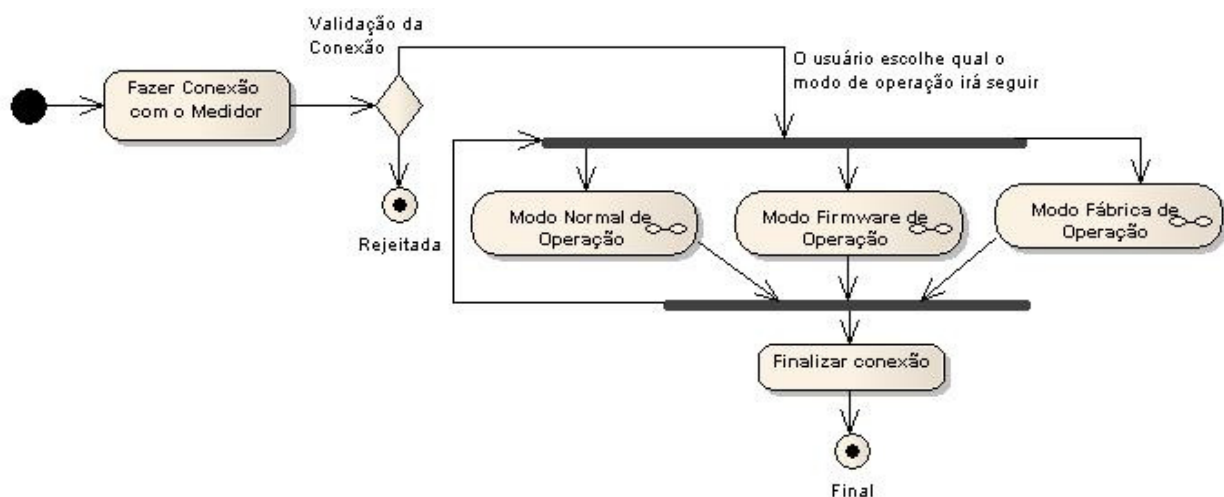 Validação da
Conexão
Fazer Conexão
com o Medidor
O usuário escolhe qual o
modo de operação irá seguir
Rejeitada
Modo Normal de
Operação
Modo Firmware de
Operação
Modo Fábrica de
Operação
Finalizar conexão
Final